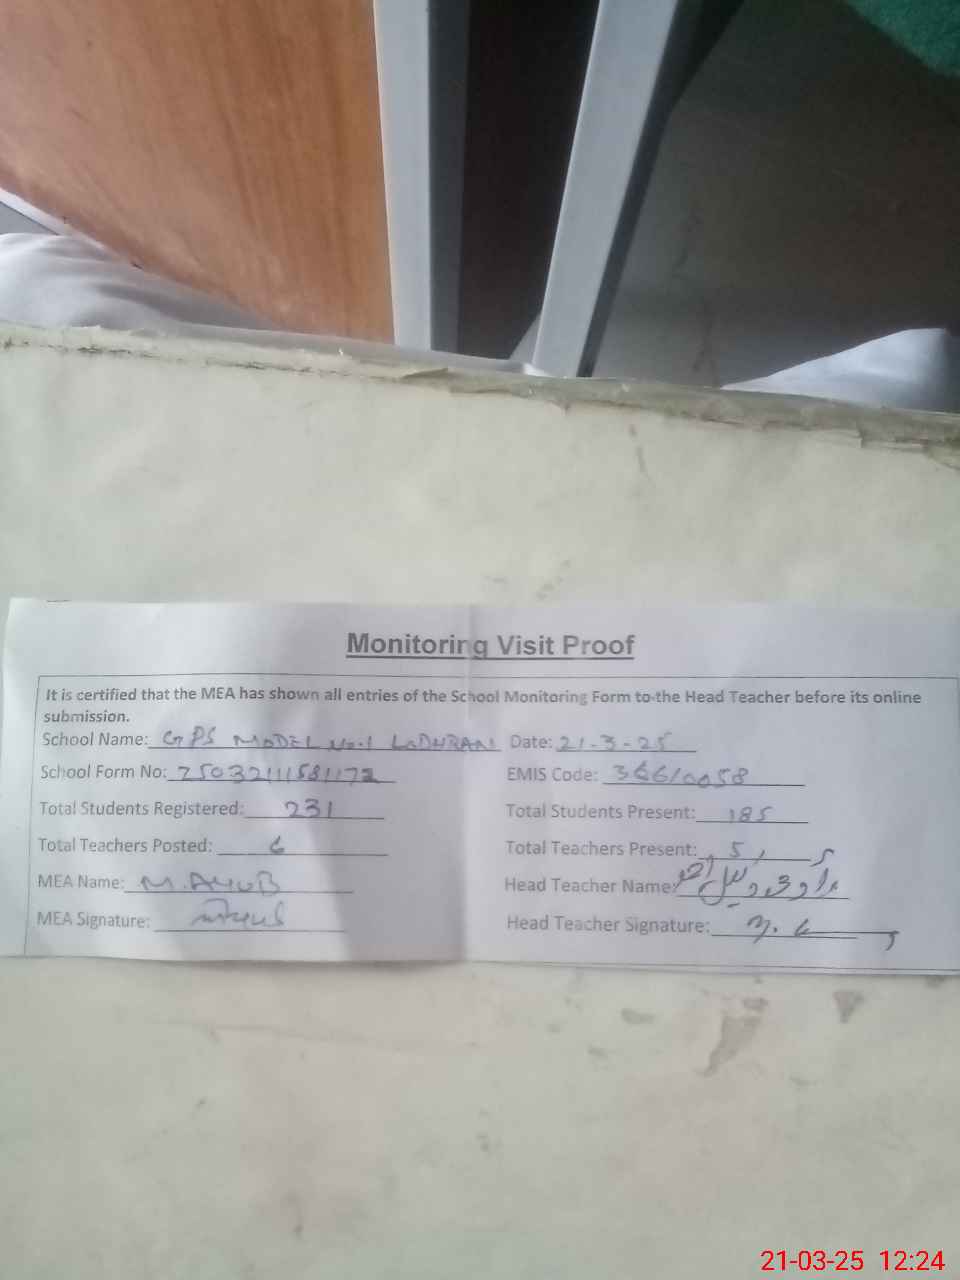 Monitoring Visit Proof
It is certified that the MEA has shown all entries of the School Monitoring Form to the Head Teacher before its online
submission.
School Name: GPS MODEL No.1 LODHRAN Date: 21-3-25
School Form No: EMIS Code: 36610058
Total Students Registered: 231 Total Students Present: 185
Total Teachers Posted: 6 Total Teachers Present: 5
MEA Name: M.AYUB Head Teacher Name:
MEA Signature: Head Teacher Signature:
21-03-25 12:24